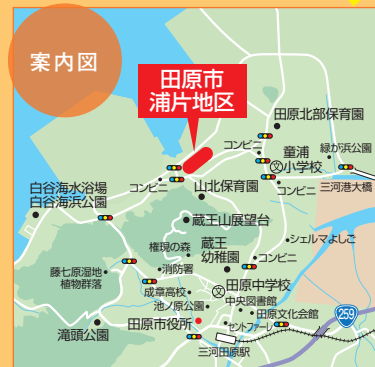 案内図
田原市
浦片地区
田原北部保育園
コンビニ
童浦
文小学校
緑が浜公園
コンビニ
三河港大橋
コンビニ
山北保育園
白谷海水浴場
白谷海浜公園
蔵王山展望台
権現の森
蔵王
幼稚園
シェルマよしご
コンビニ
消防署
藤七原湿地
植物群落
成章高校
文田原中学校
池ノ原公園
中央図書館
田原文化会館
滝頭公園
田原市役所
セントファーレ
259
三河田原駅